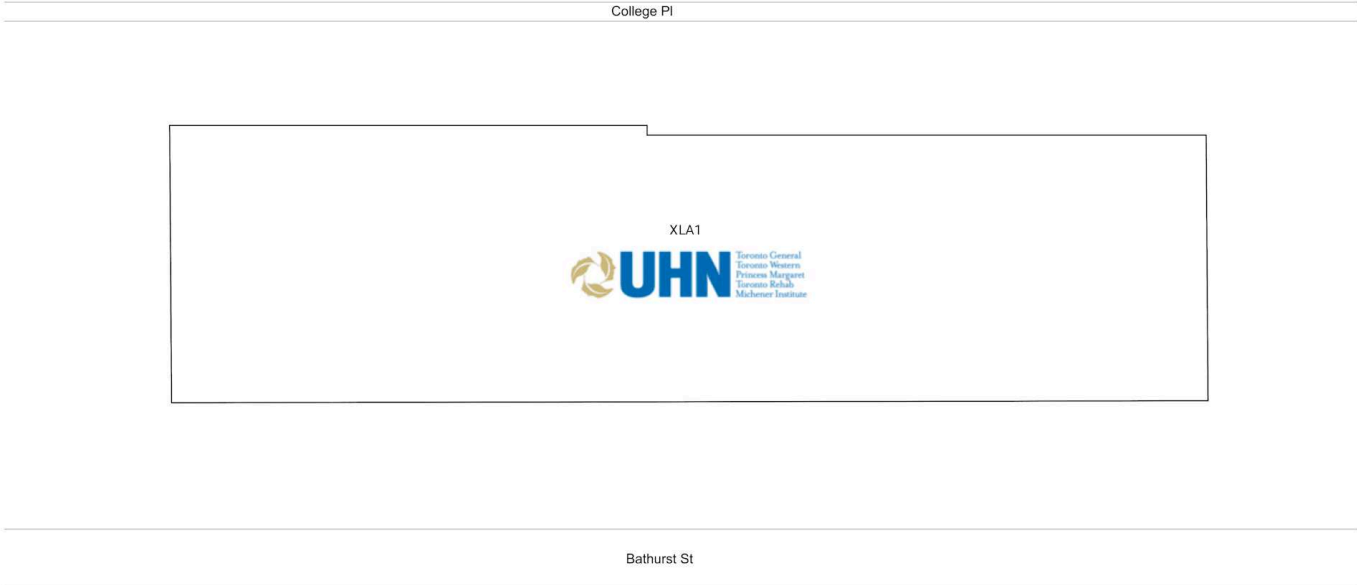 College Pl
XLA1
UHN
Toronto General
Toronto Western
Princess Margaret
Toronto Rehab
Michener Institute
Bathurst St